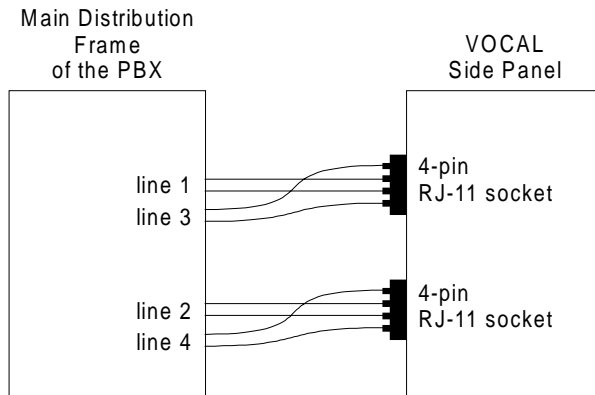 Main Distribution
Frame
of the PBX
VOCAL
Side Panel
line 1
line 3
4-pin
RJ-11 socket
line 2
line 4
4-pin
RJ-11 socket